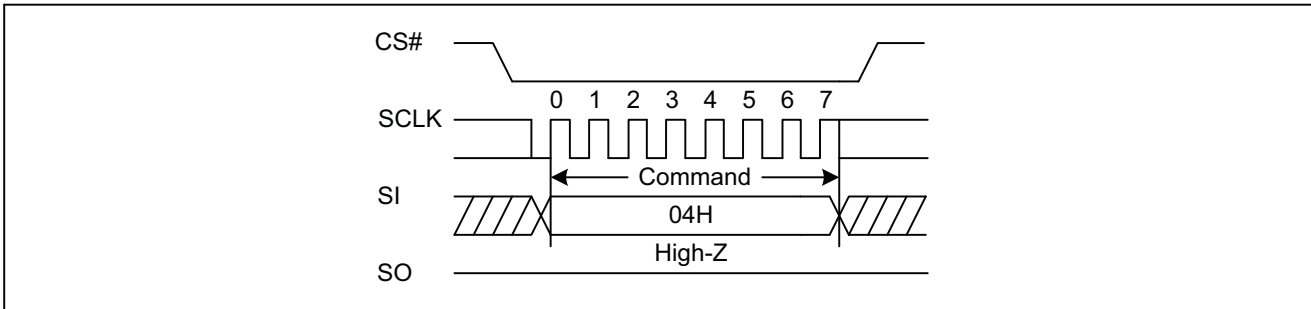 CS#
0 1 2 3 4 5 6 7
SCLK
Command
SI
04H
High-Z
SO